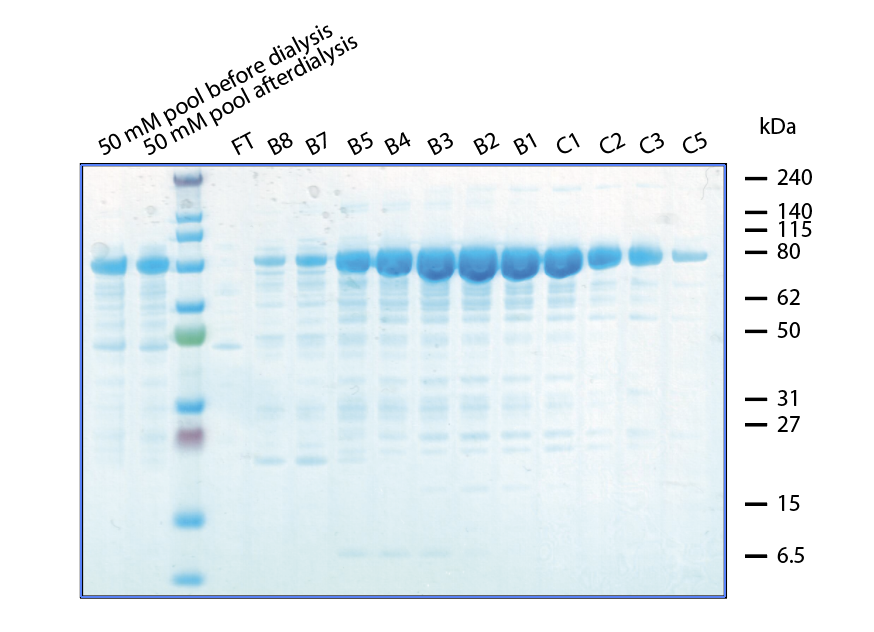 50 mM pool before dialysis
50 mM pool afterdialysis
FT
B8
B7
B5
B4
B3
B2
B1
C1
C2
C3
C5
kDa
240
140
115
80
62
50
31
27
15
6.5